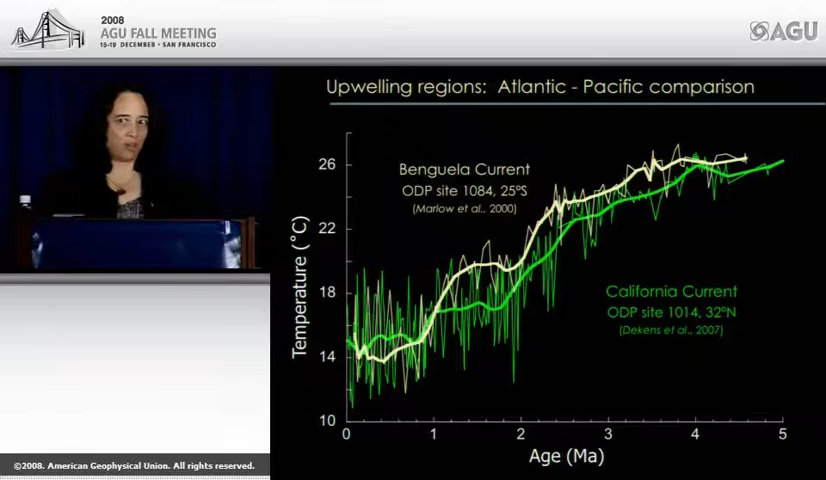 2008
AGU FALL MEETING
15-19 DECEMBER • SAN FRANCISCO
AGU
Upwelling regions: Atlantic - Pacific comparison
Benguela Current
ODP site 1084, 25°S
(Marlow et al., 2000)
California Current
ODP site 1014, 32°N
(Dekens et al., 2007)
Temperature (°C)
26
22
18
14
10
0 1 2 3 4 5
Age (Ma)
©2008. American Geophysical Union. All rights reserved.